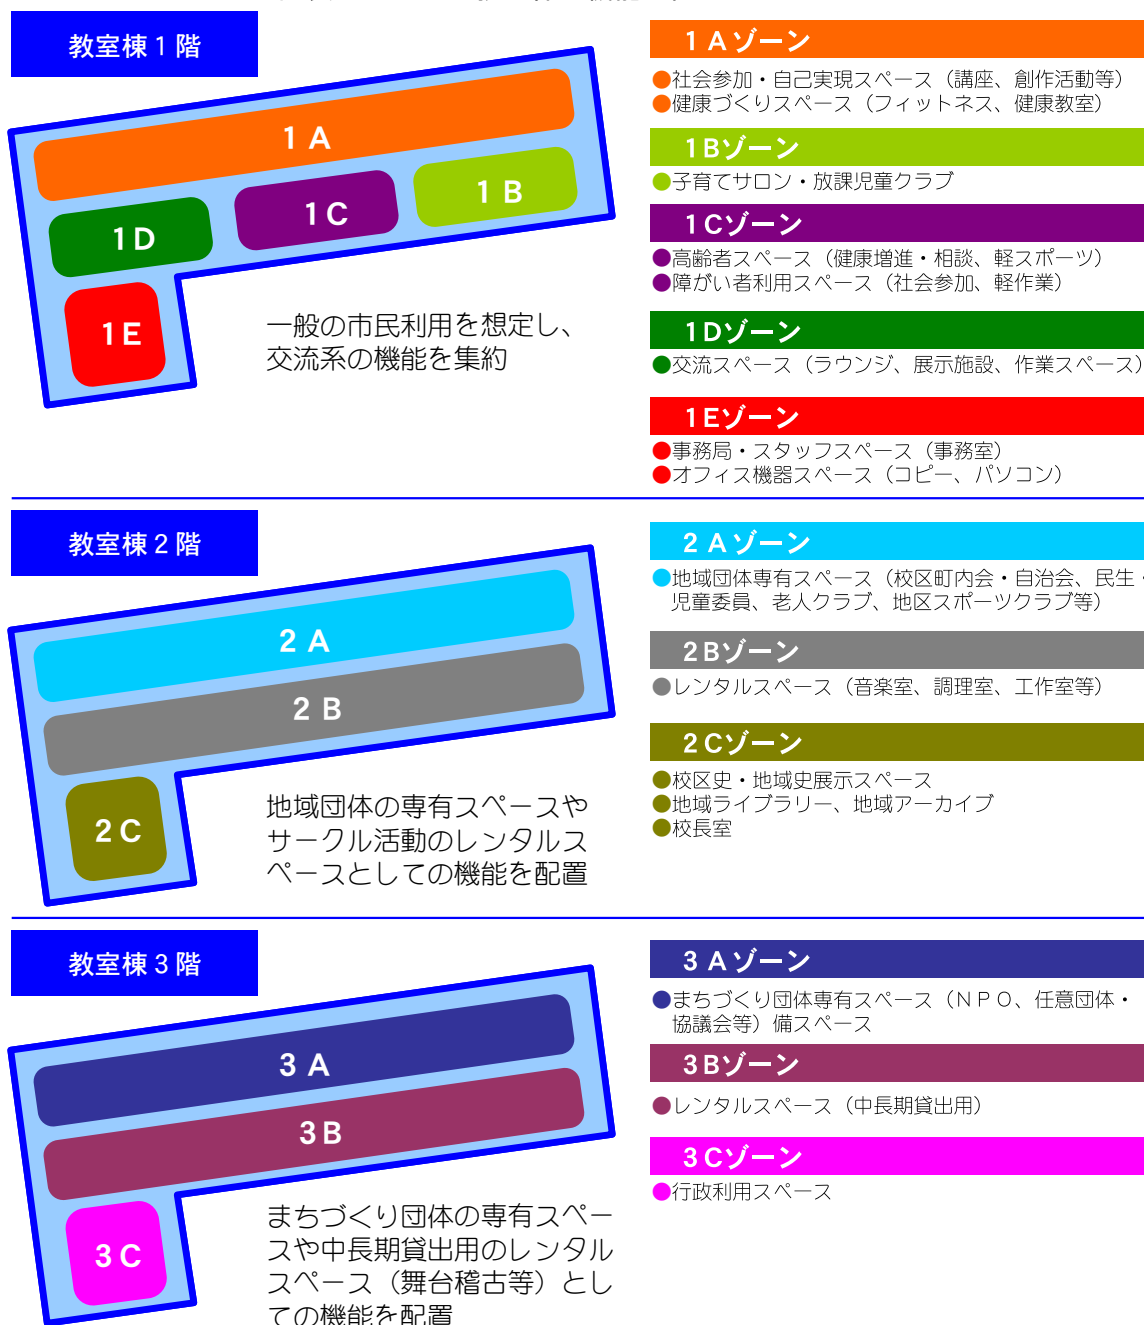 教室棟１階
１Ａ
１Ｂ
１Ｃ
１Ｄ
１Ｅ
一般の市民利用を想定し、
交流系の機能を集約
１Ａゾーン
●社会参加・自己実現スペース（講座、創作活動等）
●健康づくりスペース（フィットネス、健康教室）
１Ｂゾーン
●子育てサロン・放課児童クラブ
１Ｃゾーン
●高齢者スペース（健康増進・相談、軽スポーツ）
●障がい者利用スペース（社会参加、軽作業）
１Ｄゾーン
●交流スペース（ラウンジ、展示施設、作業スペース）
１Ｅゾーン
●事務局・スタッフスペース（事務室）
●オフィス機器スペース（コピー、パソコン）
教室棟２階
２Ａ
２Ｂ
２Ｃ
地域団体の専有スペースや
サークル活動のレンタルス
ペースとしての機能を配置
２Ａゾーン
●地域団体専有スペース（校区町内会・自治会、民生・
児童委員、老人クラブ、地区スポーツクラブ等）
２Ｂゾーン
●レンタルスペース（音楽室、調理室、工作室等）
２Ｃゾーン
●校区史・地域史展示スペース
●地域ライブラリー、地域アーカイブ
●校長室
教室棟３階
３Ａ
３Ｂ
３Ｃ
まちづくり団体の専有スペー
スや中長期貸出用のレンタル
スペース（舞台稽古等）とし
ての機能を配置
３Ａゾーン
●まちづくり団体専有スペース（ＮＰＯ、任意団体・
協議会等）備スペース
３Ｂゾーン
●レンタルスペース（中長期貸出用）
３Ｃゾーン
●行政利用スペース